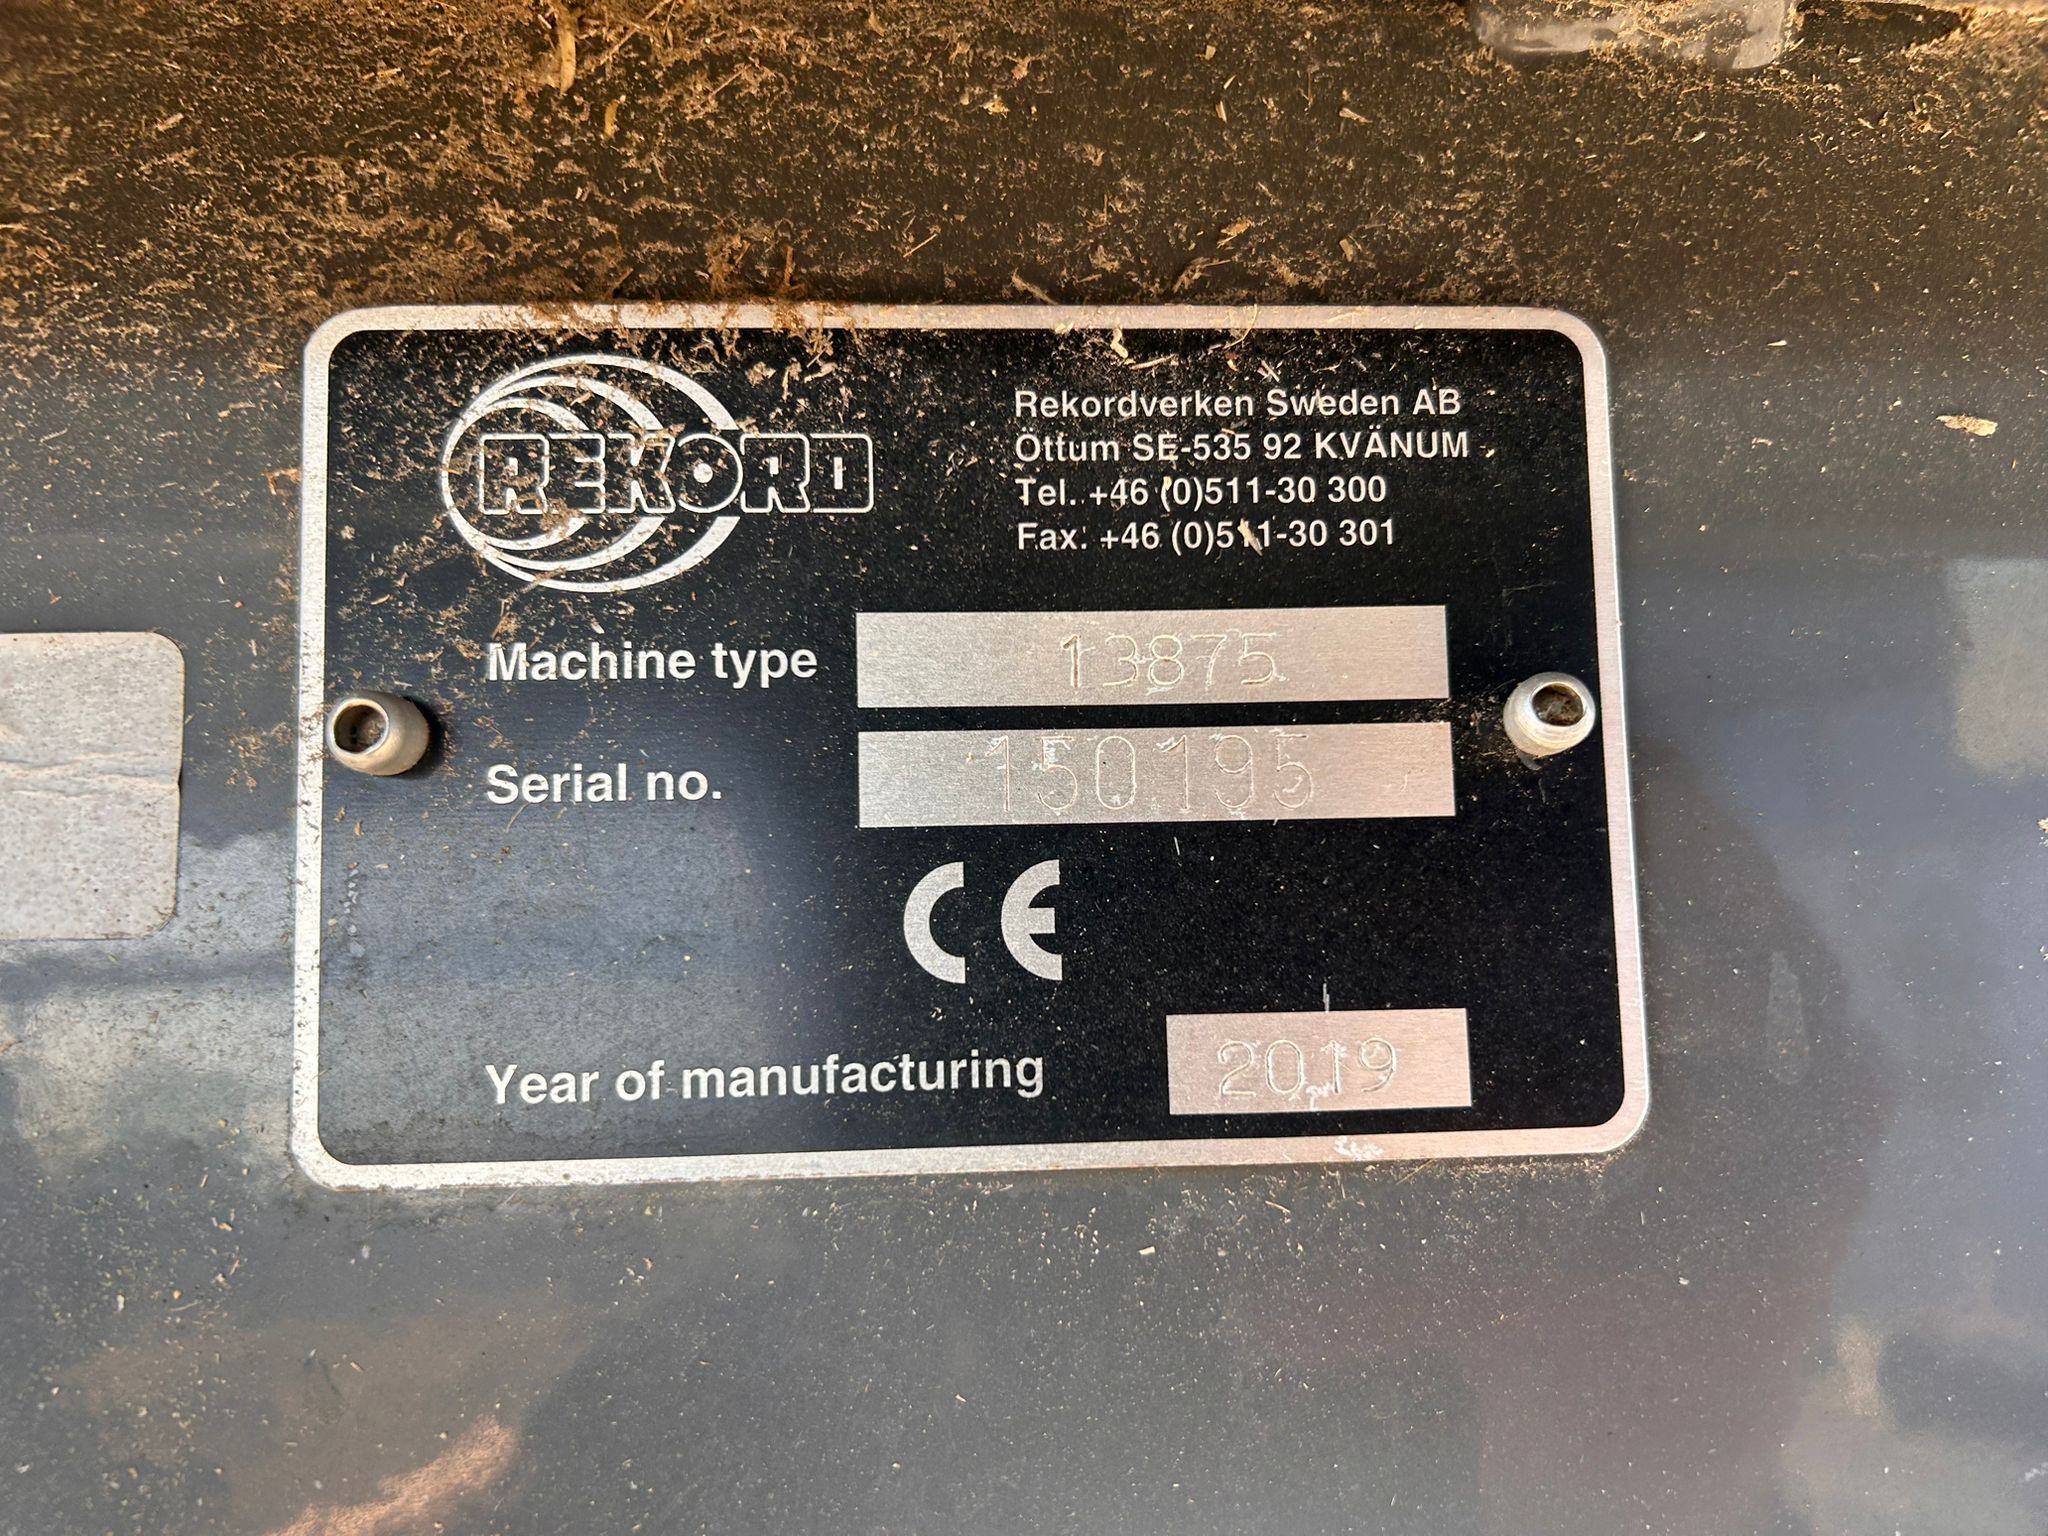 REKORD
Rekordverken Sweden AB
Öttum SE-535 92 KVÄNUM
Tel. +46 (0)511-30 300
Fax. +46 (0)511-30 301
Machine type 13875
Serial no. 150195
CE
Year of manufacturing 2019